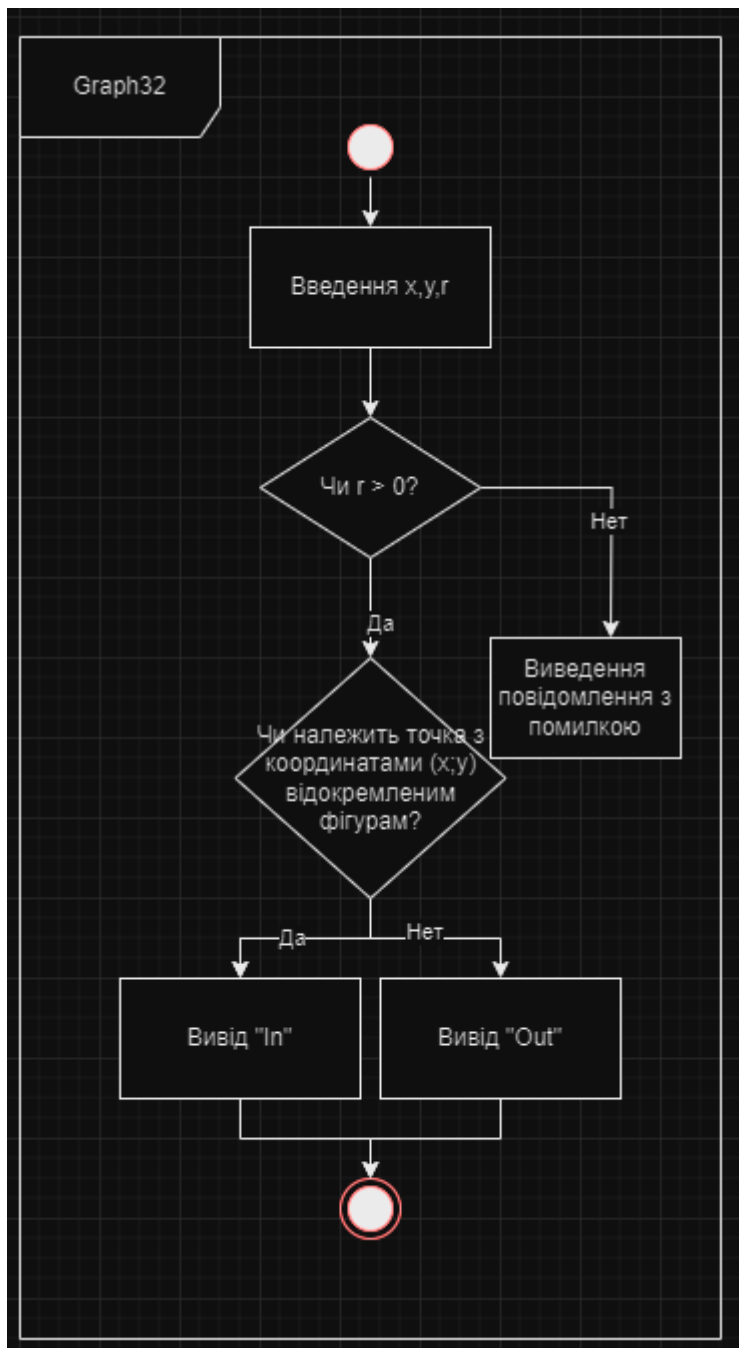 Graph32
Введення x,y,r
Чи r > 0?
Нет
Да
Виведення
повідомлення з
помилкою
Чи належить точка з
координатами (x;y)
відокремленим
фігурам?
Да
Нет
Вивід "In"
Вивід "Out"